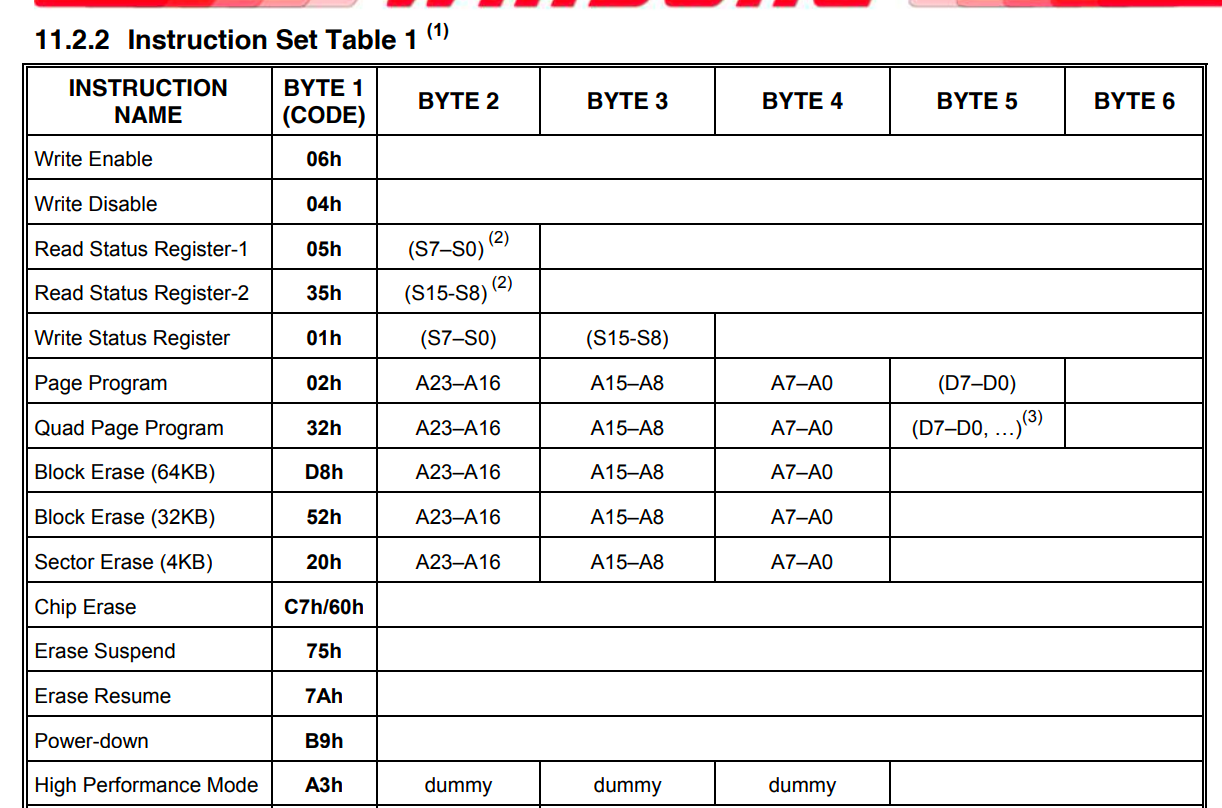 11.2.2 Instruction Set Table 1 (1)
INSTRUCTION NAME BYTE 1 (CODE) BYTE 2 BYTE 3 BYTE 4 BYTE 5 BYTE 6
Write Enable 06h
Write Disable 04h
Read Status Register-1 05h (S7–S0) (2)
Read Status Register-2 35h (S15-S8) (2)
Write Status Register 01h (S7–S0) (S15-S8)
Page Program 02h A23–A16 A15–A8 A7–A0 (D7–D0)
Quad Page Program 32h A23–A16 A15–A8 A7–A0 (D7–D0, …)(3)
Block Erase (64KB) D8h A23–A16 A15–A8 A7–A0
Block Erase (32KB) 52h A23–A16 A15–A8 A7–A0
Sector Erase (4KB) 20h A23–A16 A15–A8 A7–A0
Chip Erase C7h/60h
Erase Suspend 75h
Erase Resume 7Ah
Power-down B9h
High Performance Mode A3h dummy dummy dummy